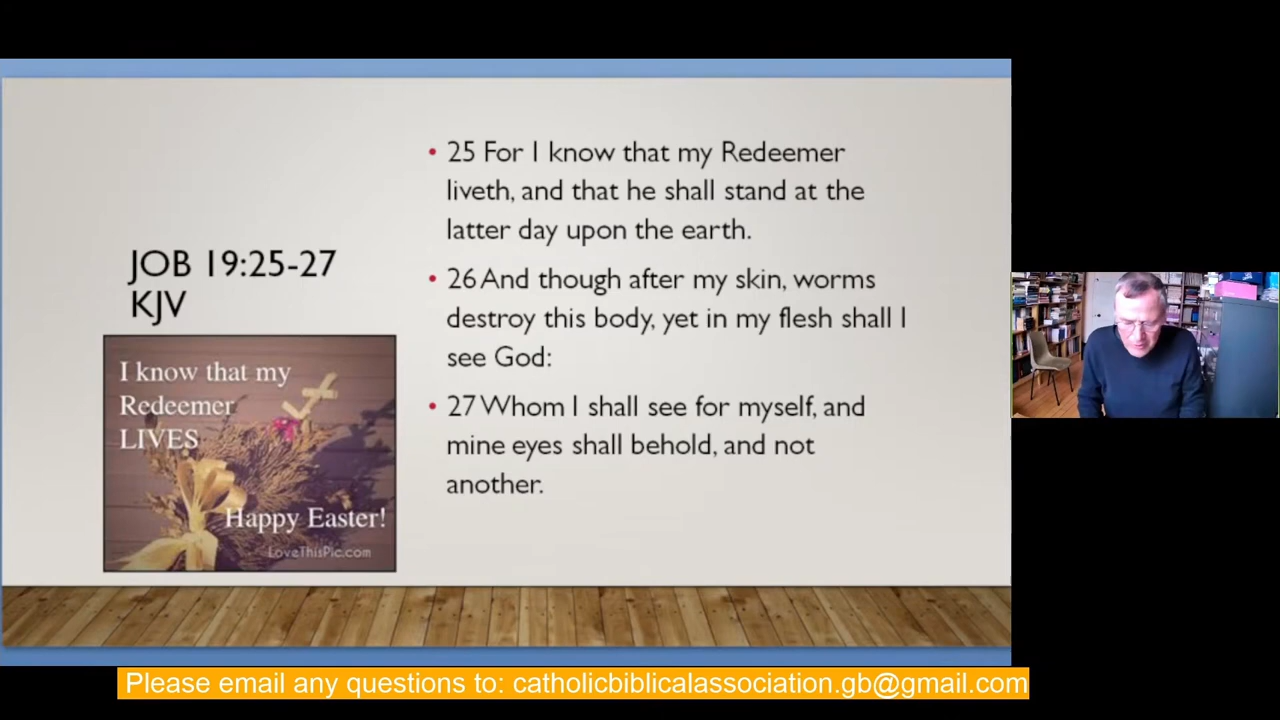 JOB 19:25-27
KJV
I know that my
Redeemer
LIVES
Happy Easter!
LoveThisPic.com
• 25 For I know that my Redeemer
liveth, and that he shall stand at the
latter day upon the earth.
• 26 And though after my skin, worms
destroy this body, yet in my flesh shall I
see God:
• 27 Whom I shall see for myself, and
mine eyes shall behold, and not
another.
Please email any questions to: catholicbiblicalassociation.gb@gmail.com